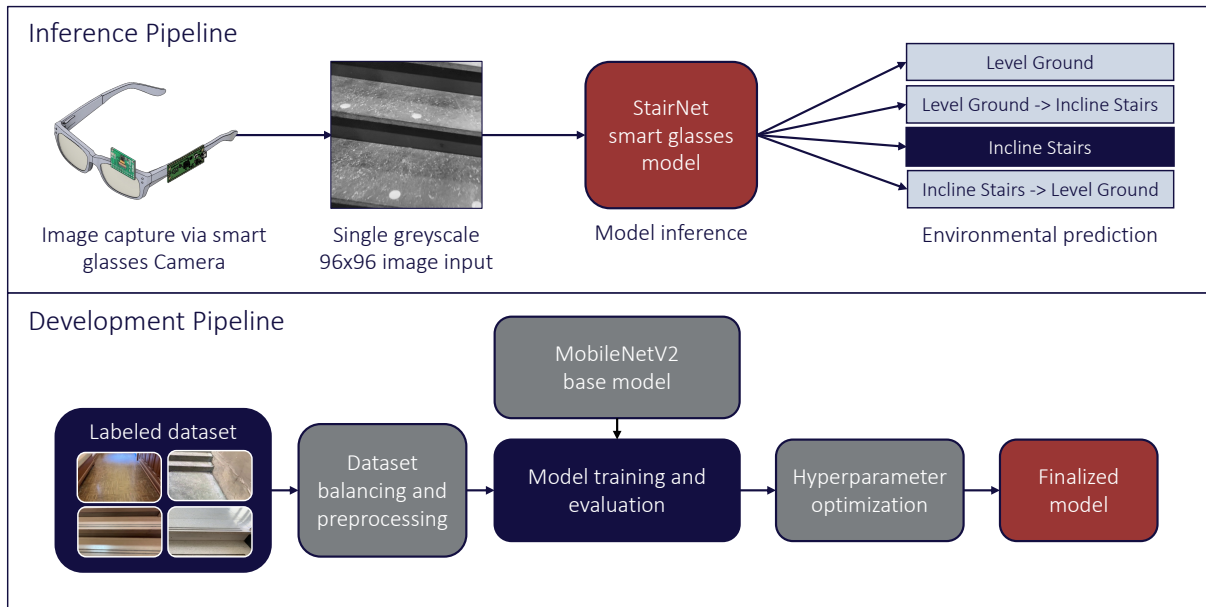 Inference Pipeline
Image capture via smart
glasses Camera
Single greyscale
96x96 image input
StairNet
smart glasses
model
Model inference
Level Ground
Level Ground -> Incline Stairs
Incline Stairs
Incline Stairs -> Level Ground
Environmental prediction
Development Pipeline
MobileNetV2
base model
Labeled dataset
Dataset
balancing and
preprocessing
Model training and
evaluation
Hyperparameter
optimization
Finalized
model